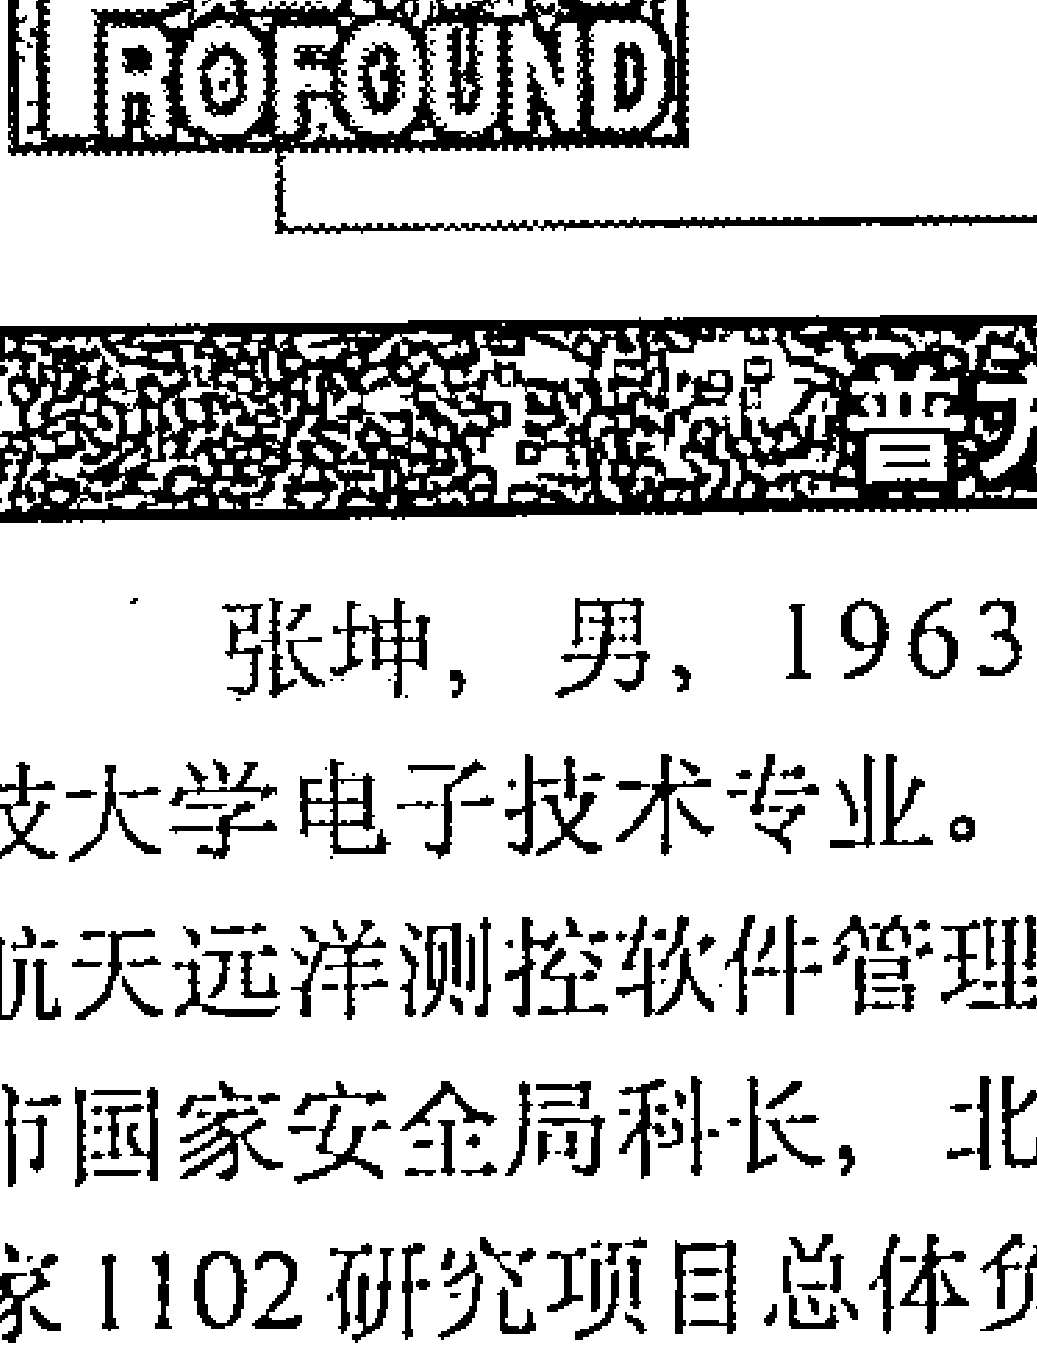 ROFOUND
普
张坤， 男， 1963
技大学电子技术专业。
航天远洋测控软件管理
市国家安全局科长， 北
家1102研究项目总体负